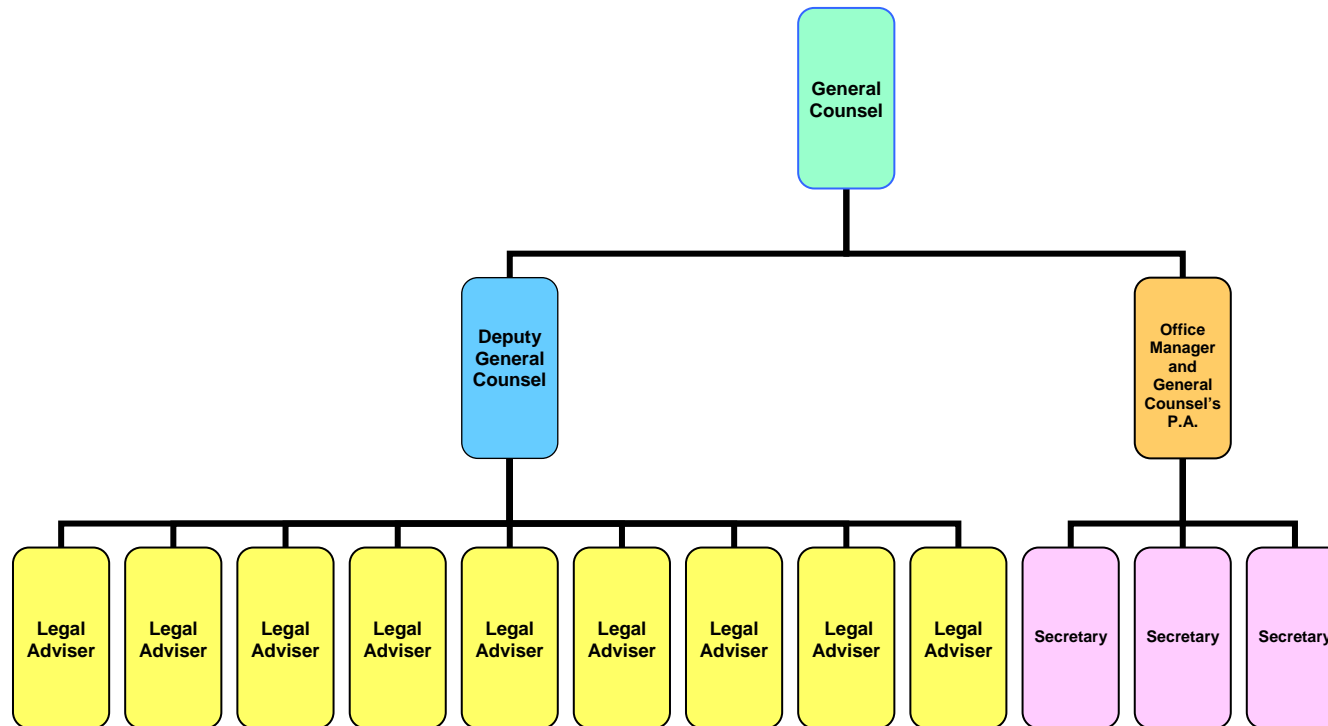 General
Counsel
Deputy
General
Counsel
Office
Manager
and
General
Counsel’s
P.A.
Legal
Adviser
Legal
Adviser
Legal
Adviser
Legal
Adviser
Legal
Adviser
Legal
Adviser
Legal
Adviser
Legal
Adviser
Legal
Adviser
Secretary
Secretary
Secretary